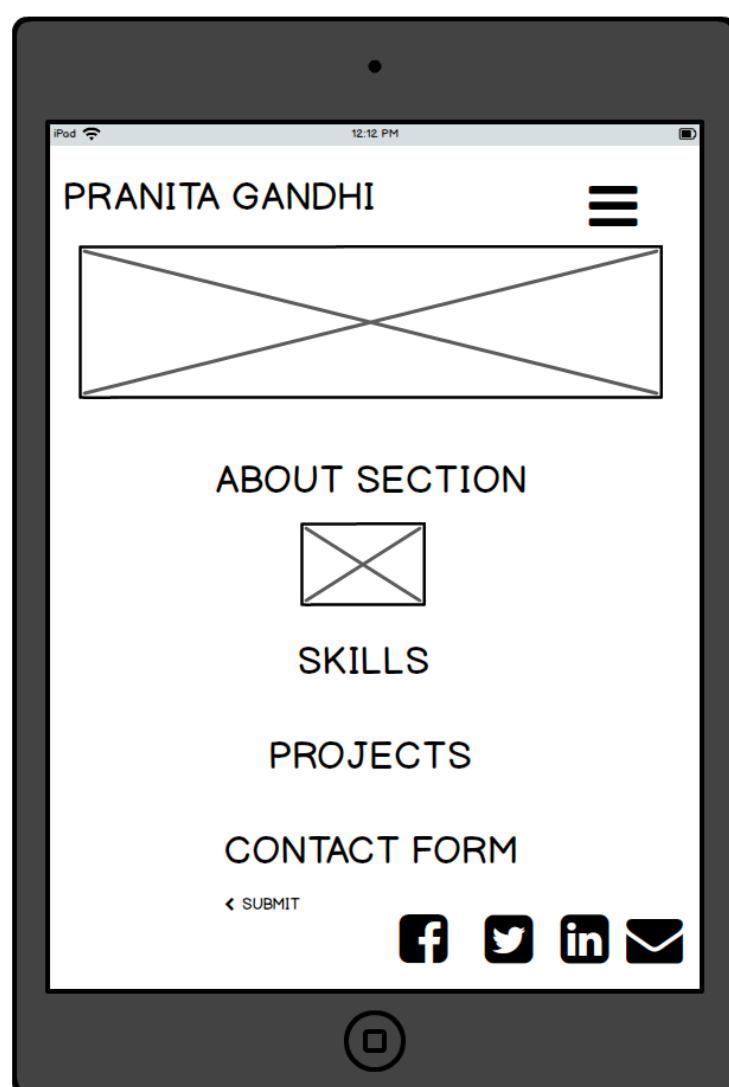 iPod 12:12 PM
PRANITA GANDHI
ABOUT SECTION
SKILLS
PROJECTS
CONTACT FORM
SUBMIT